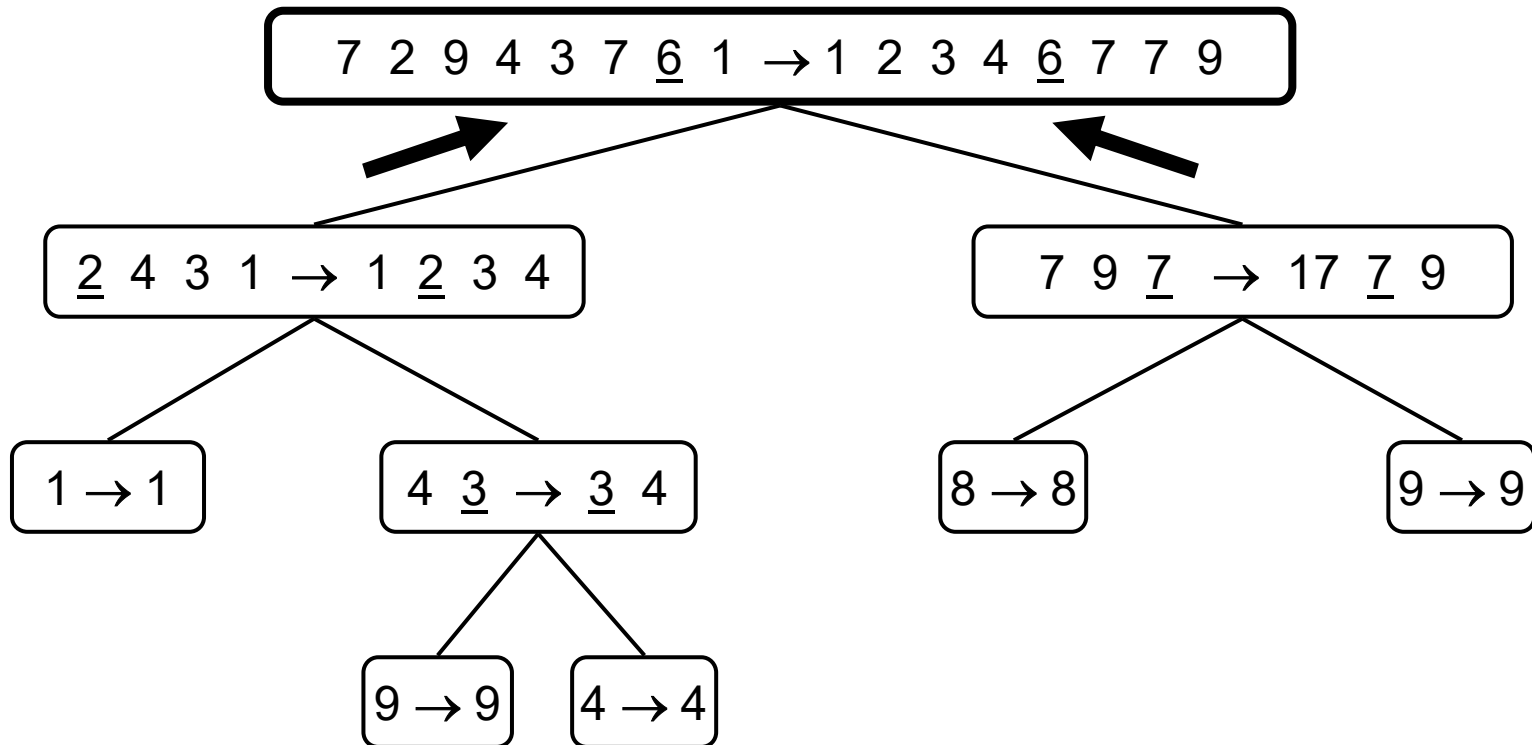 7 2 9 4 3 7 6 1 → 1 2 3 4 6 7 7 9
2 4 3 1 → 1 2 3 4
7 9 7 → 17 7 9
1 → 1
4 3 → 3 4
8 → 8
9 → 9
9 → 9
4 → 4